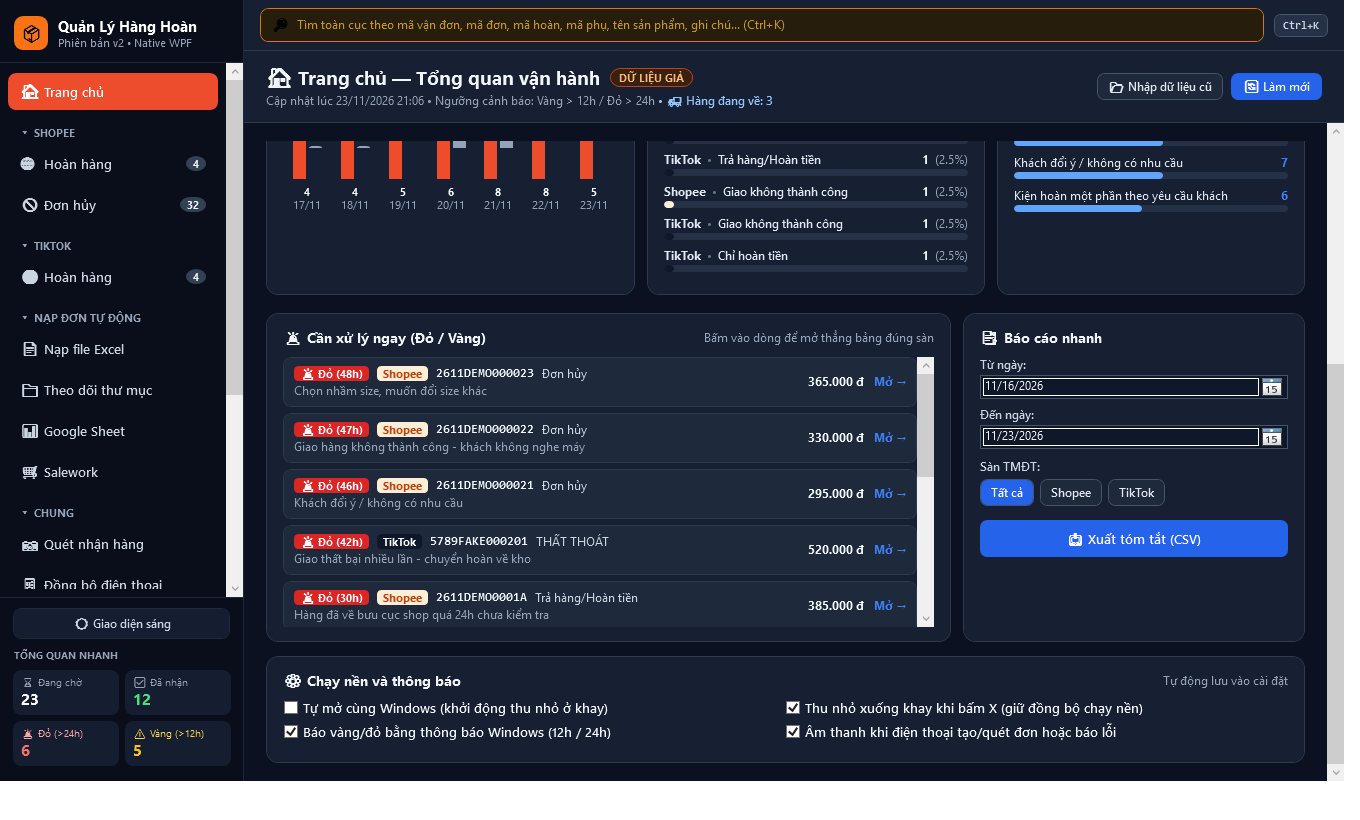 Quản Lý Hàng Hoàn
Phiên bản v2 • Native WPF
Trang chủ
SHOPEE
Hoàn hàng 4
Đơn hủy 32
TIKTOK
Hoàn hàng 4
NẠP ĐƠN TỰ ĐỘNG
Nạp file Excel
Theo dõi thư mục
Google Sheet
Salework
CHUNG
Quét nhận hàng
Đồng bộ điện thoại
Giao diện sáng
TỔNG QUAN NHANH
Đang chờ
23
Đã nhận
12
Đỏ (>24h)
6
Vàng (>12h)
5
Tìm toàn cục theo mã vận đơn, mã đơn, mã hoàn, mã phụ, tên sản phẩm, ghi chú... (Ctrl+K)
Ctrl+K
Trang chủ — Tổng quan vận hành DỮ LIỆU GIẢ
Cập nhật lúc 23/11/2026 21:06 • Ngưỡng cảnh báo: Vàng > 12h / Đỏ > 24h • Hàng đang về: 3
Nhập dữ liệu cũ
Làm mới
4 4 5 6 8 8 5
17/11 18/11 19/11 20/11 21/11 22/11 23/11
TikTok • Trả hàng/Hoàn tiền 1 (2.5%)
Shopee • Giao không thành công 1 (2.5%)
TikTok • Giao không thành công 1 (2.5%)
TikTok • Chỉ hoàn tiền 1 (2.5%)
Khách đổi ý / không có nhu cầu 7
Kiện hoàn một phần theo yêu cầu khách 6
Cần xử lý ngay (Đỏ / Vàng)
Bấm vào dòng để mở thẳng bảng đúng sàn
Đỏ (48h) Shopee 2611DEMO000023 Đơn hủy
Chọn nhầm size, muốn đổi size khác
365.000 đ Mở →
Đỏ (47h) Shopee 2611DEMO000022 Đơn hủy
Giao hàng không thành công - khách không nghe máy
330.000 đ Mở →
Đỏ (46h) Shopee 2611DEMO000021 Đơn hủy
Khách đổi ý / không có nhu cầu
295.000 đ Mở →
Đỏ (42h) TikTok 5789FAKE000201 THẤT THOÁT
Giao thất bại nhiều lần - chuyển hoàn về kho
520.000 đ Mở →
Đỏ (30h) Shopee 2611DEMO0001A Trả hàng/Hoàn tiền
Hàng đã về bưu cục shop quá 24h chưa kiểm tra
385.000 đ Mở →
Báo cáo nhanh
Từ ngày:
11/16/2026
15
Đến ngày:
11/23/2026
15
Sàn TMĐT:
Tất cả Shopee TikTok
Xuất tóm tắt (CSV)
Chạy nền và thông báo
Tự động lưu vào cài đặt
Tự mở cùng Windows (khởi động thu nhỏ ở khay)
Thu nhỏ xuống khay khi bấm X (giữ đồng bộ chạy nền)
Báo vàng/đỏ bằng thông báo Windows (12h / 24h)
Âm thanh khi điện thoại tạo/quét đơn hoặc báo lỗi